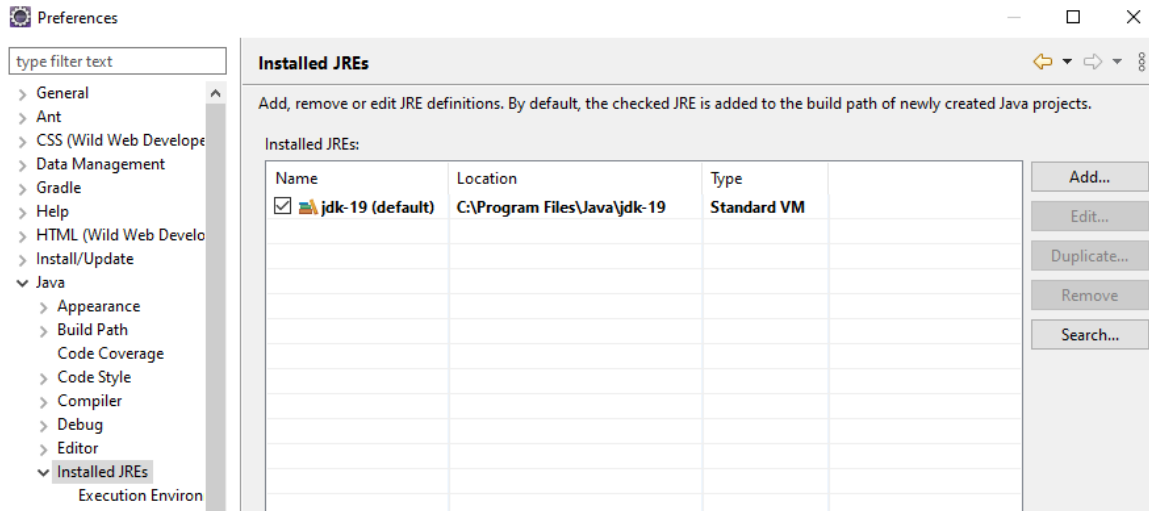 Preferences
type filter text
General
Ant
CSS (Wild Web Develope
Data Management
Gradle
Help
HTML (Wild Web Develo
Install/Update
Java
Appearance
Build Path
Code Coverage
Code Style
Compiler
Debug
Editor
Installed JREs
Execution Environ
Installed JREs
Add, remove or edit JRE definitions. By default, the checked JRE is added to the build path of newly created Java projects.
Installed JREs:
Name Location Type
jdk-19 (default) C:\Program Files\Java\jdk-19 Standard VM
Add...
Edit...
Duplicate...
Remove
Search...